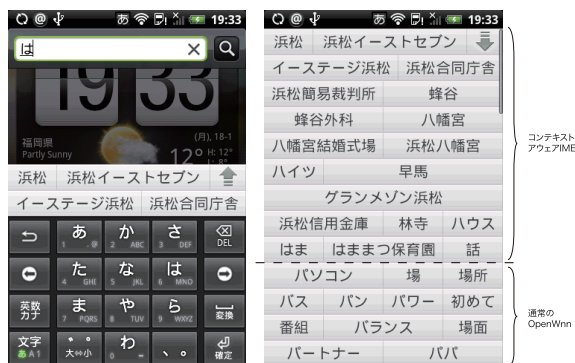 あ 19:33
は
19 33
福岡県 (月), 18-1
Partly Sunny 12° H: 12°
L: 8°
浜松 浜松イーストセブン
イーステージ浜松 浜松合同庁舎
あ か さ DEL
1 .@ 2 ABC 3 DEF
た な は
4 GHI 5 JKL 6 MNO
英数カナ ま や ら 変換
7 PQRS 8 TUV 9 WXYZ
文字 ゛ ゜ わ 、。 確定
あA1 大⇔小 0
あ 19:33
浜松 浜松イーストセブン
イーステージ浜松 浜松合同庁舎
浜松簡易裁判所 蜂谷
蜂谷外科 八幡宮
八幡宮結婚式場 浜松八幡宮
ハイツ 早馬
グランメゾン浜松
浜松信用金庫 林寺 ハウス
はま はままつ保育園 話
パソコン 場 場所
バス パン パワー 初めて
番組 バランス 場面
パートナー パパ
コンテキスト
アウェアIME
通常の
OpenWnn